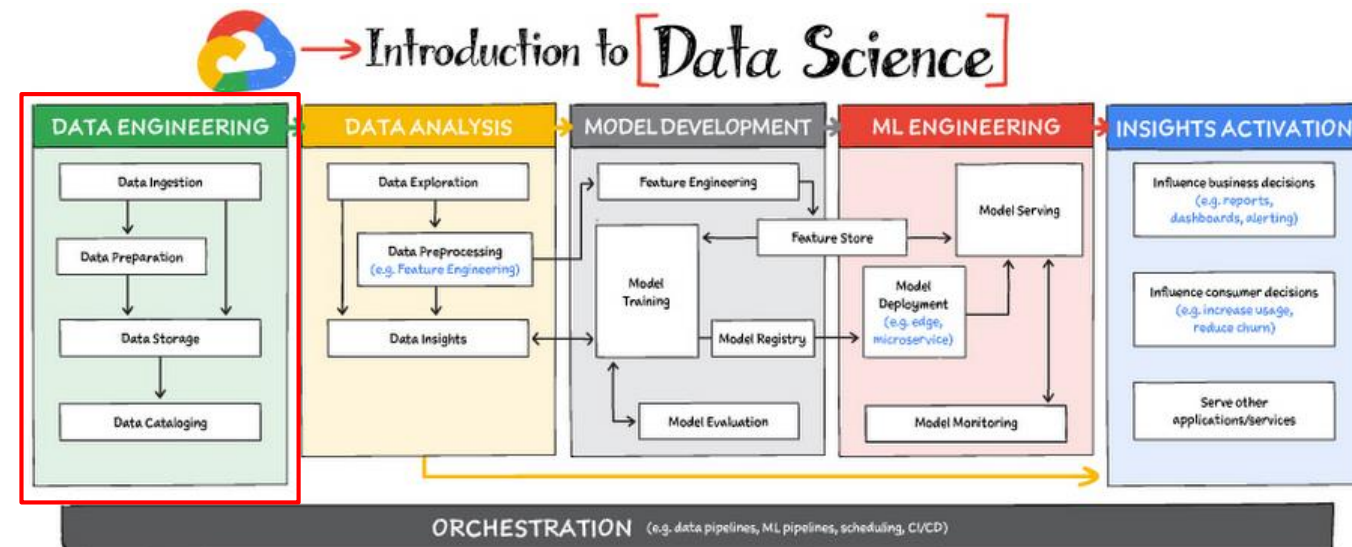 Introduction to [Data Science]
DATA ENGINEERING
Data Ingestion
Data Preparation
Data Storage
Data Cataloging
DATA ANALYSIS
Data Exploration
Data Preprocessing
(e.g. Feature Engineering)
Data Insights
MODEL DEVELOPMENT
Feature Engineering
Feature Store
Model
Training
Model Registry
Model Evaluation
ML ENGINEERING
Model Serving
Model
Deployment
(e.g. edge,
microservice)
Model Monitoring
INSIGHTS ACTIVATION
Influence business decisions
(e.g. reports,
dashboards, alerting)
Influence consumer decisions
(e.g. increase usage,
reduce churn)
Serve other
applications/services
ORCHESTRATION (e.g. data pipelines, ML pipelines, scheduling, CI/CD)